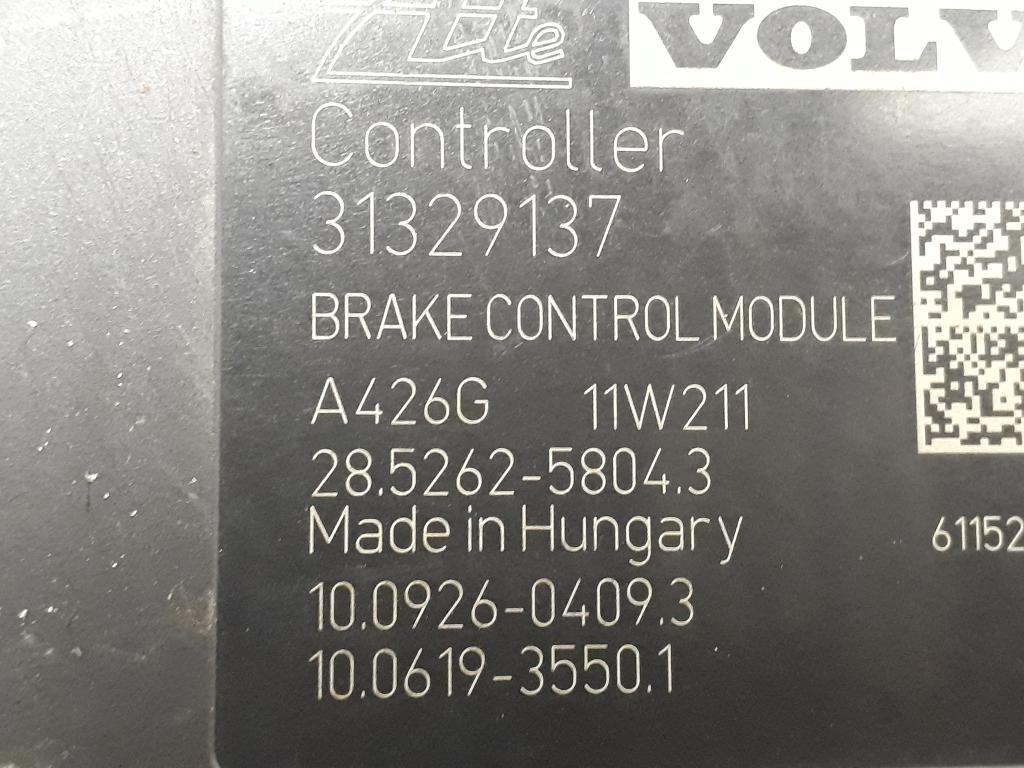 Ate VOLV
Controller
31329137
BRAKE CONTROL MODULE
A426G 11W211
28.5262-5804.3
Made in Hungary
61152
10.0926-0409.3
10.0619-3550.1